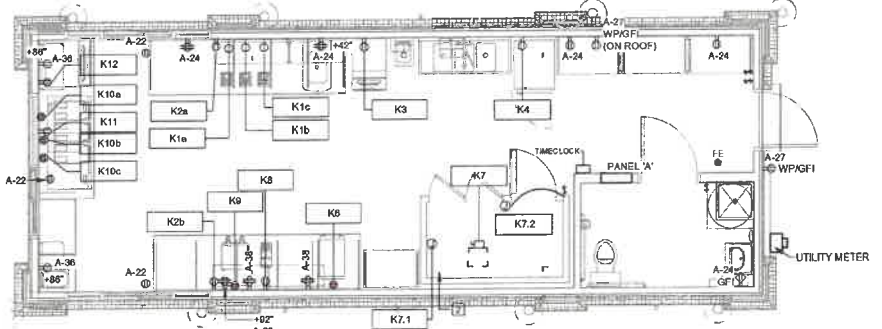 A-27
WP/GFI
(ON ROOF)
A-22
A-24
+42"
A-24
A-24
A-24
+86"
A-36
K12
K10a
K11
K10b
K10c
A-22
K2a
K1a
K1c
K1b
K3
K4
TIMECLOCK
PANEL 'A'
FE
A-27
WP/GFI
K7
K7.2
K8
K9
K2b
K6
A-36
+86"
A-22
A-38
A-38
+92"
K7.1
A-24
GFI
UTILITY METER